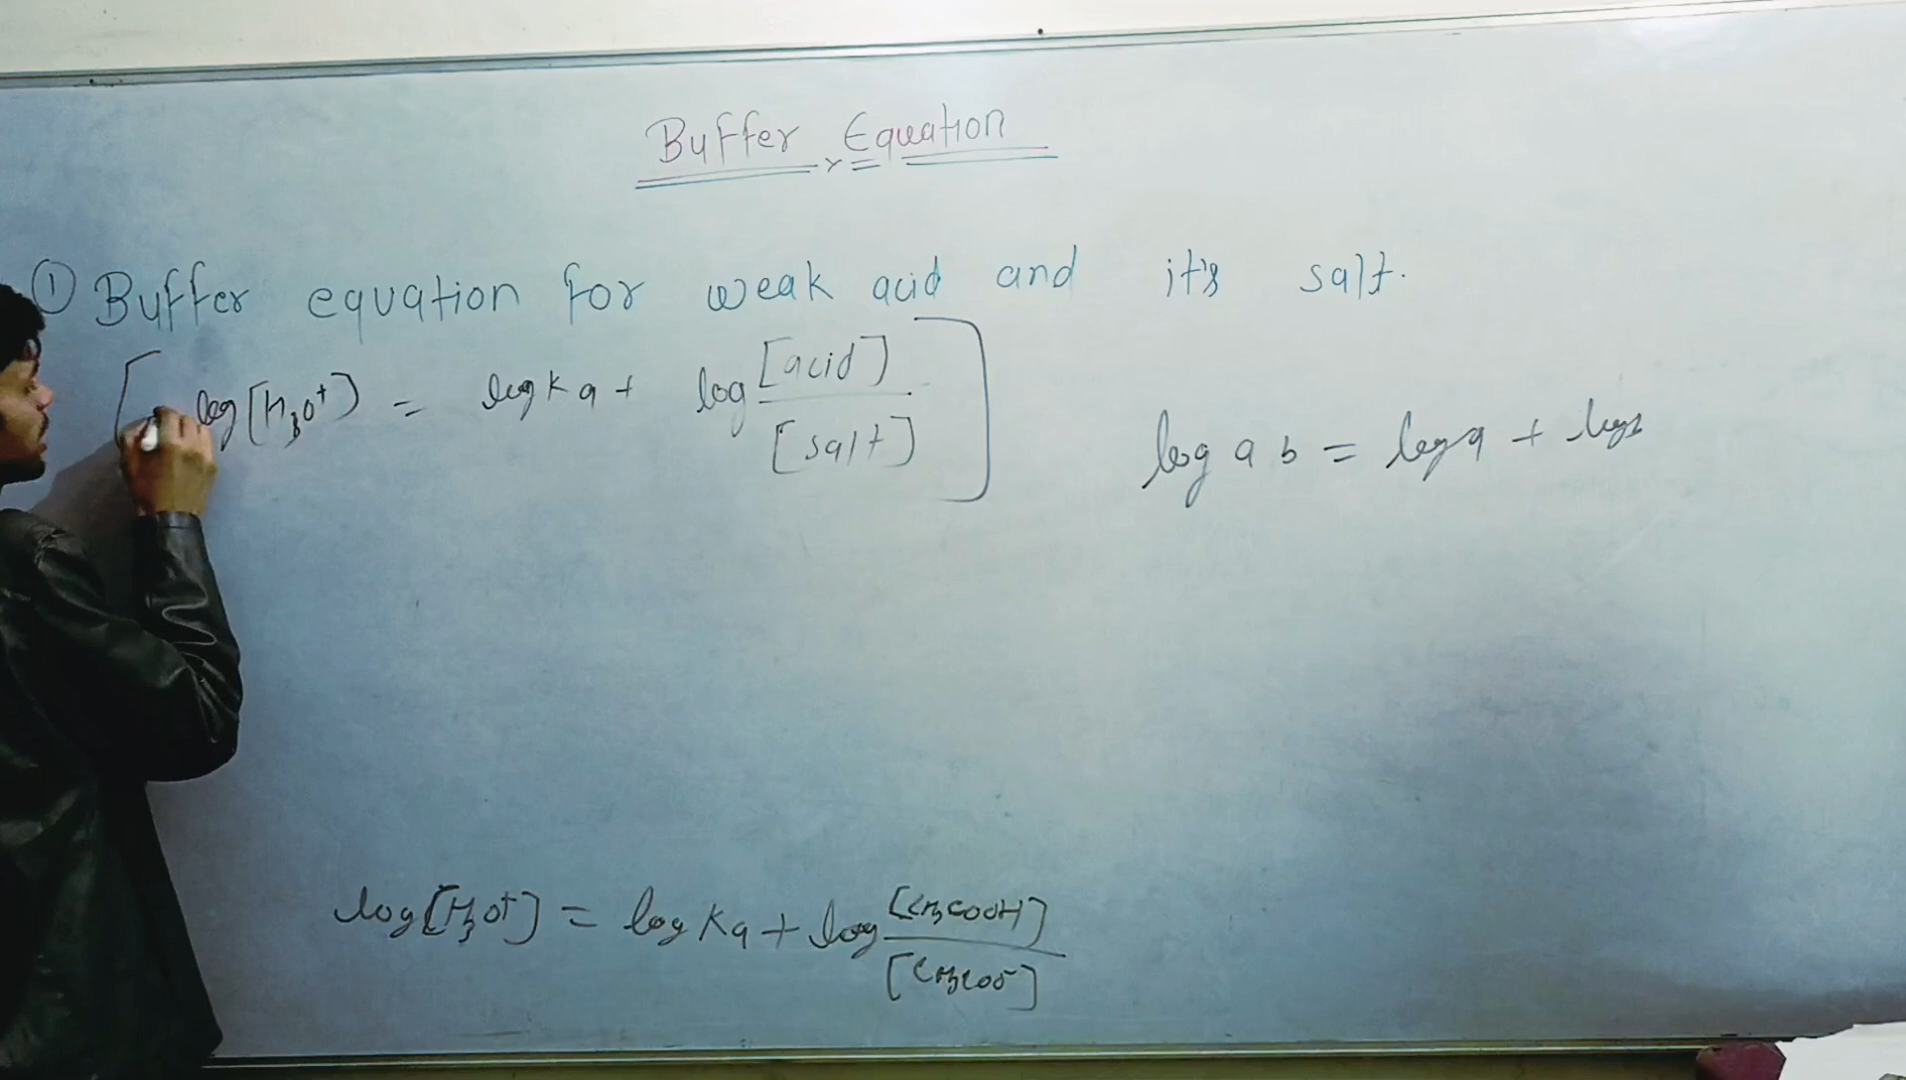 Buffer Equation
① Buffer equation for weak acid and it's salt.
log[H₃O⁺] = log Ka + log [acid] / [salt]
log a b = log a + log
log[H₃O⁺] = log Ka + log [CH₃COOH] / [CH₃COO⁻]